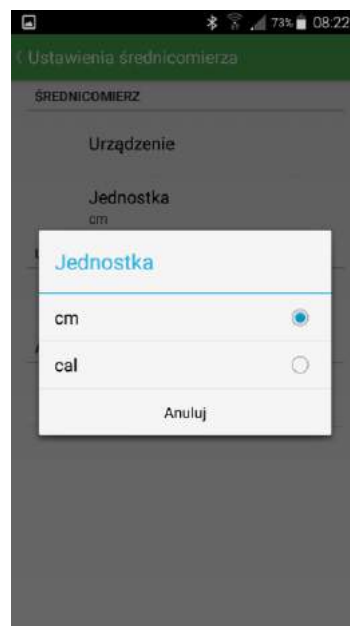 73% 08:22
Ustawienia średnicomierza
ŚREDNICOMIERZ
Urządzenie
Jednostka
cm
Jednostka
cm
cal
Anuluj